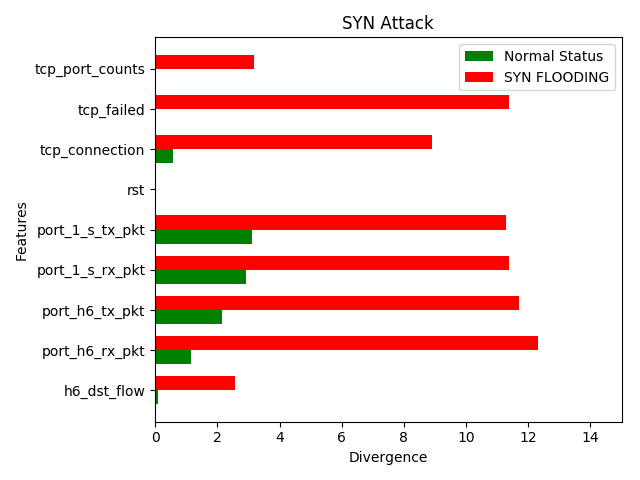 SYN Attack
Normal Status
SYN FLOODING
tcp_port_counts
tcp_failed
tcp_connection
rst
port_1_s_tx_pkt
port_1_s_rx_pkt
port_h6_tx_pkt
port_h6_rx_pkt
h6_dst_flow
Features
0 2 4 6 8 10 12 14
Divergence